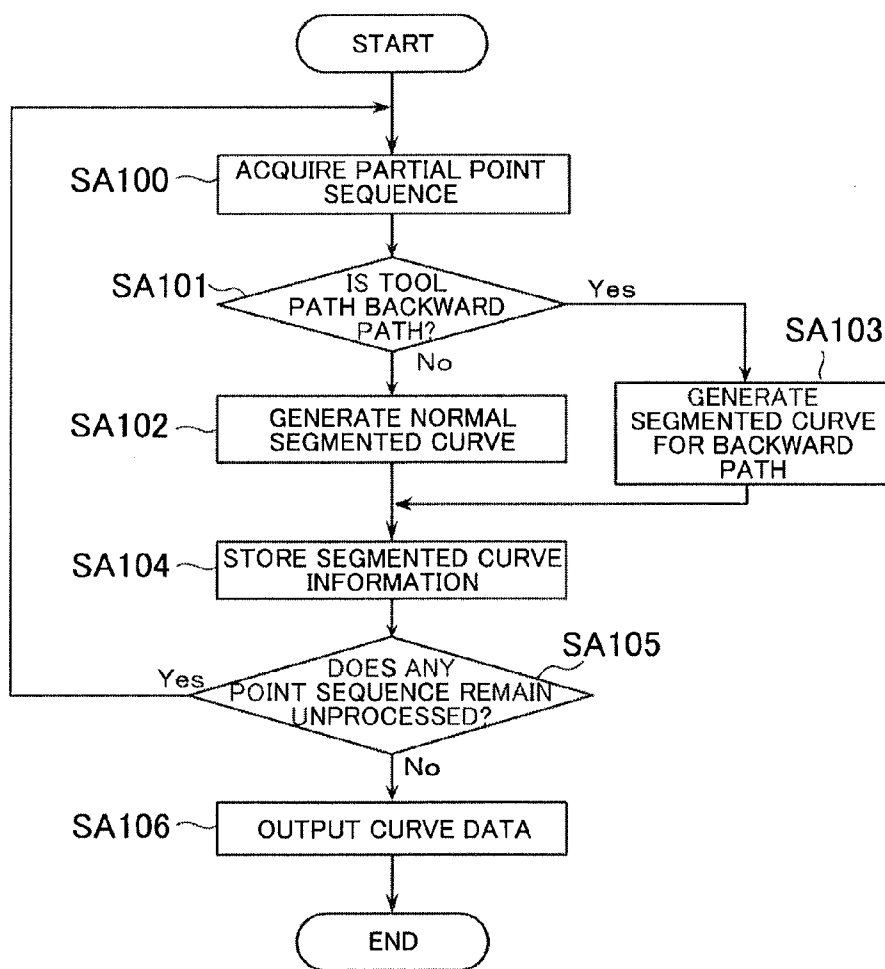 START
SA100
ACQUIRE PARTIAL POINT
SEQUENCE
SA101
IS TOOL
PATH BACKWARD
PATH?
Yes
No
SA103
GENERATE
SEGMENTED CURVE
FOR BACKWARD
PATH
SA102
GENERATE NORMAL
SEGMENTED CURVE
SA104
STORE SEGMENTED CURVE
INFORMATION
SA105
Yes
DOES ANY
POINT SEQUENCE REMAIN
UNPROCESSED?
No
SA106
OUTPUT CURVE DATA
END